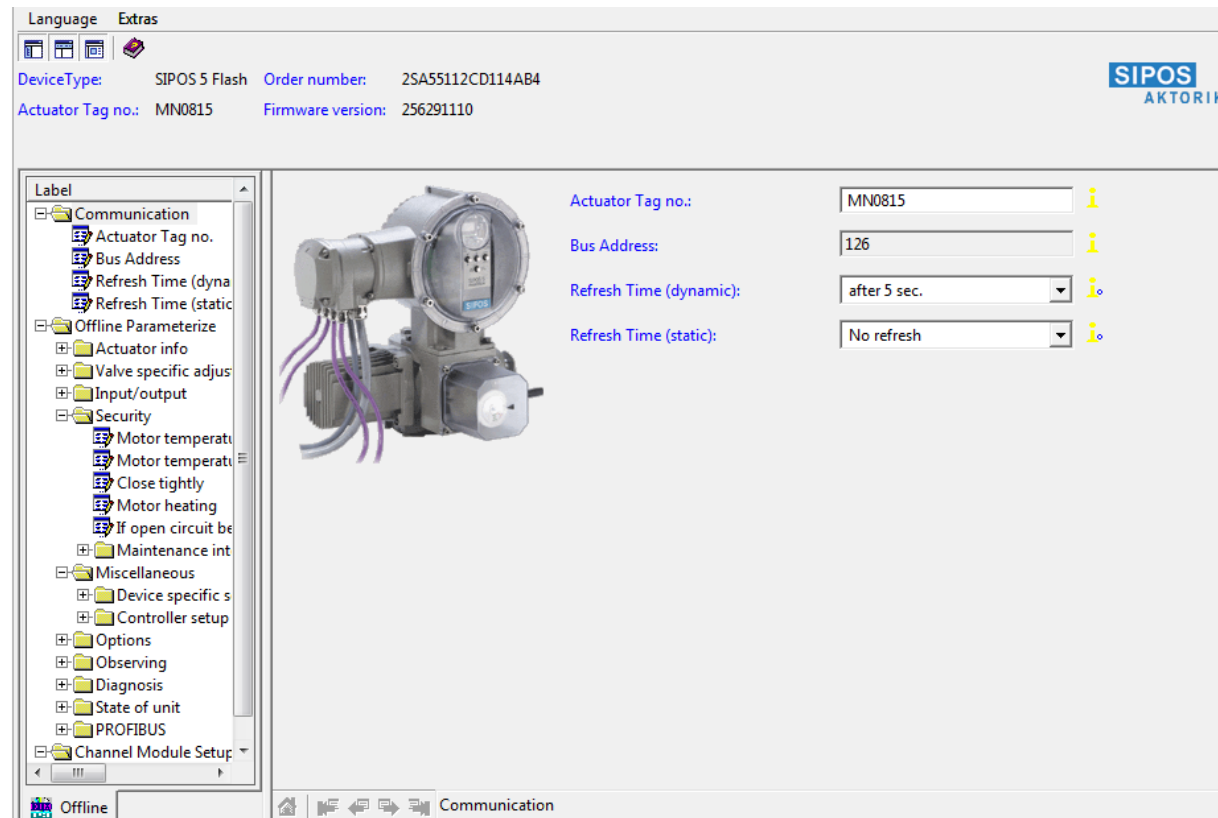 Language Extras
DeviceType: SIPOS 5 Flash Order number: 2SA55112CD114AB4
Actuator Tag no.: MN0815 Firmware version: 256291110
SIPOS
AKTORIK
Label
Communication
Actuator Tag no.
Bus Address
Refresh Time (dyna
Refresh Time (static
Offline Parameterize
Actuator info
Valve specific adjus
Input/output
Security
Motor temperatu
Motor temperatu
Close tightly
Motor heating
If open circuit be
Maintenance int
Miscellaneous
Device specific s
Controller setup
Options
Observing
Diagnosis
State of unit
PROFIBUS
Channel Module Setup
Offline
SIPOS
Actuator Tag no.: MN0815
Bus Address: 126
Refresh Time (dynamic): after 5 sec.
Refresh Time (static): No refresh
Communication